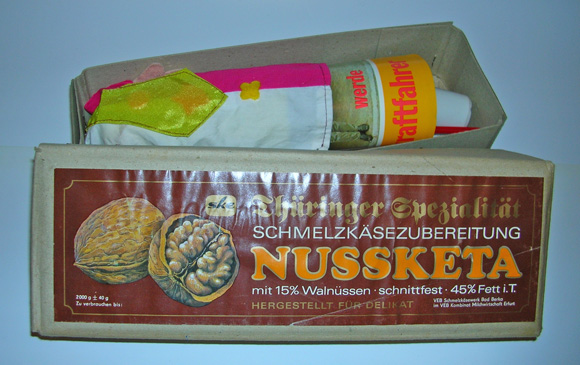 werde
raftfahrer
Thüringer Spezialität
SCHMELZKÄSEZUBEREITUNG
NUSSKETA
mit 15% Walnüssen · schnittfest · 45% Fett i.T.
HERGESTELLT FÜR DELIKAT
2000 g ± 40 g
Zu verbrauchen bis:
VEB Schmelzkäsewerk Bad Berka
im VEB Kombinat Milchwirtschaft Erfurt